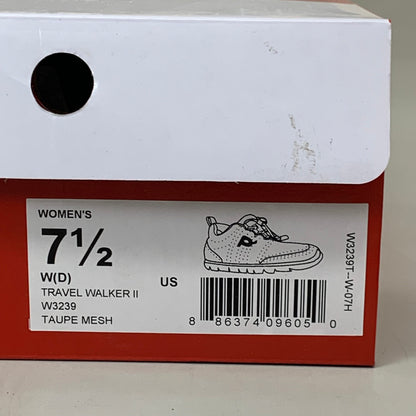 WOMEN'S
7½
W(D)
US
TRAVEL WALKER II
W3239
TAUPE MESH
P
8 86374 09605 0
W3239T-W-07H